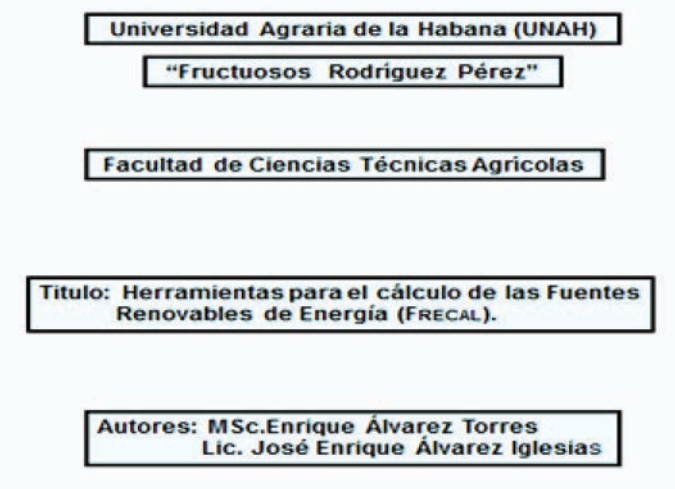 Universidad Agraria de la Habana (UNAH)
“Fructuosos Rodríguez Pérez”
Facultad de Ciencias Técnicas Agrícolas
Titulo: Herramientas para el cálculo de las Fuentes
Renovables de Energía (FRECAL).
Autores: MSc.Enrique Álvarez Torres
Lic. José Enrique Álvarez Iglesias